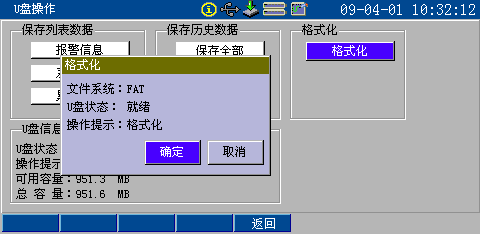 U盘操作
09-04-01 10:32:12
保存列表数据
保存历史数据
格式化
报警信息
保存全部
格式化
格式化
文件系统：FAT
U盘状态： 就绪
操作提示：格式化
确定
取消
U盘信息
U盘状态
操作提示
可用容量：951.3 MB
总 容 量：951.6 MB
返回